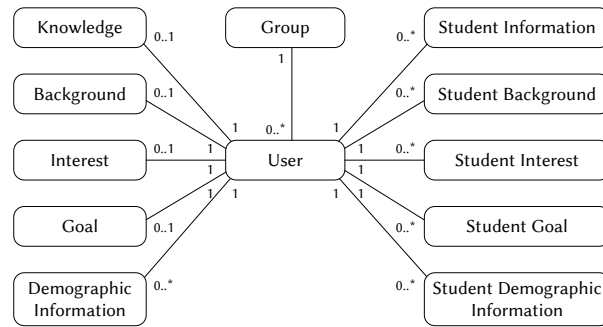 Knowledge
Group
Student Information
0..1
1
0..*
Background
Student Background
0..1
0..*
1
0..*
1
Interest
0..1
1
User
1
0..*
Student Interest
1
1
1
1
1
1
Goal
0..1
0..*
Student Goal
Demographic
Information
0..*
0..*
Student Demographic
Information